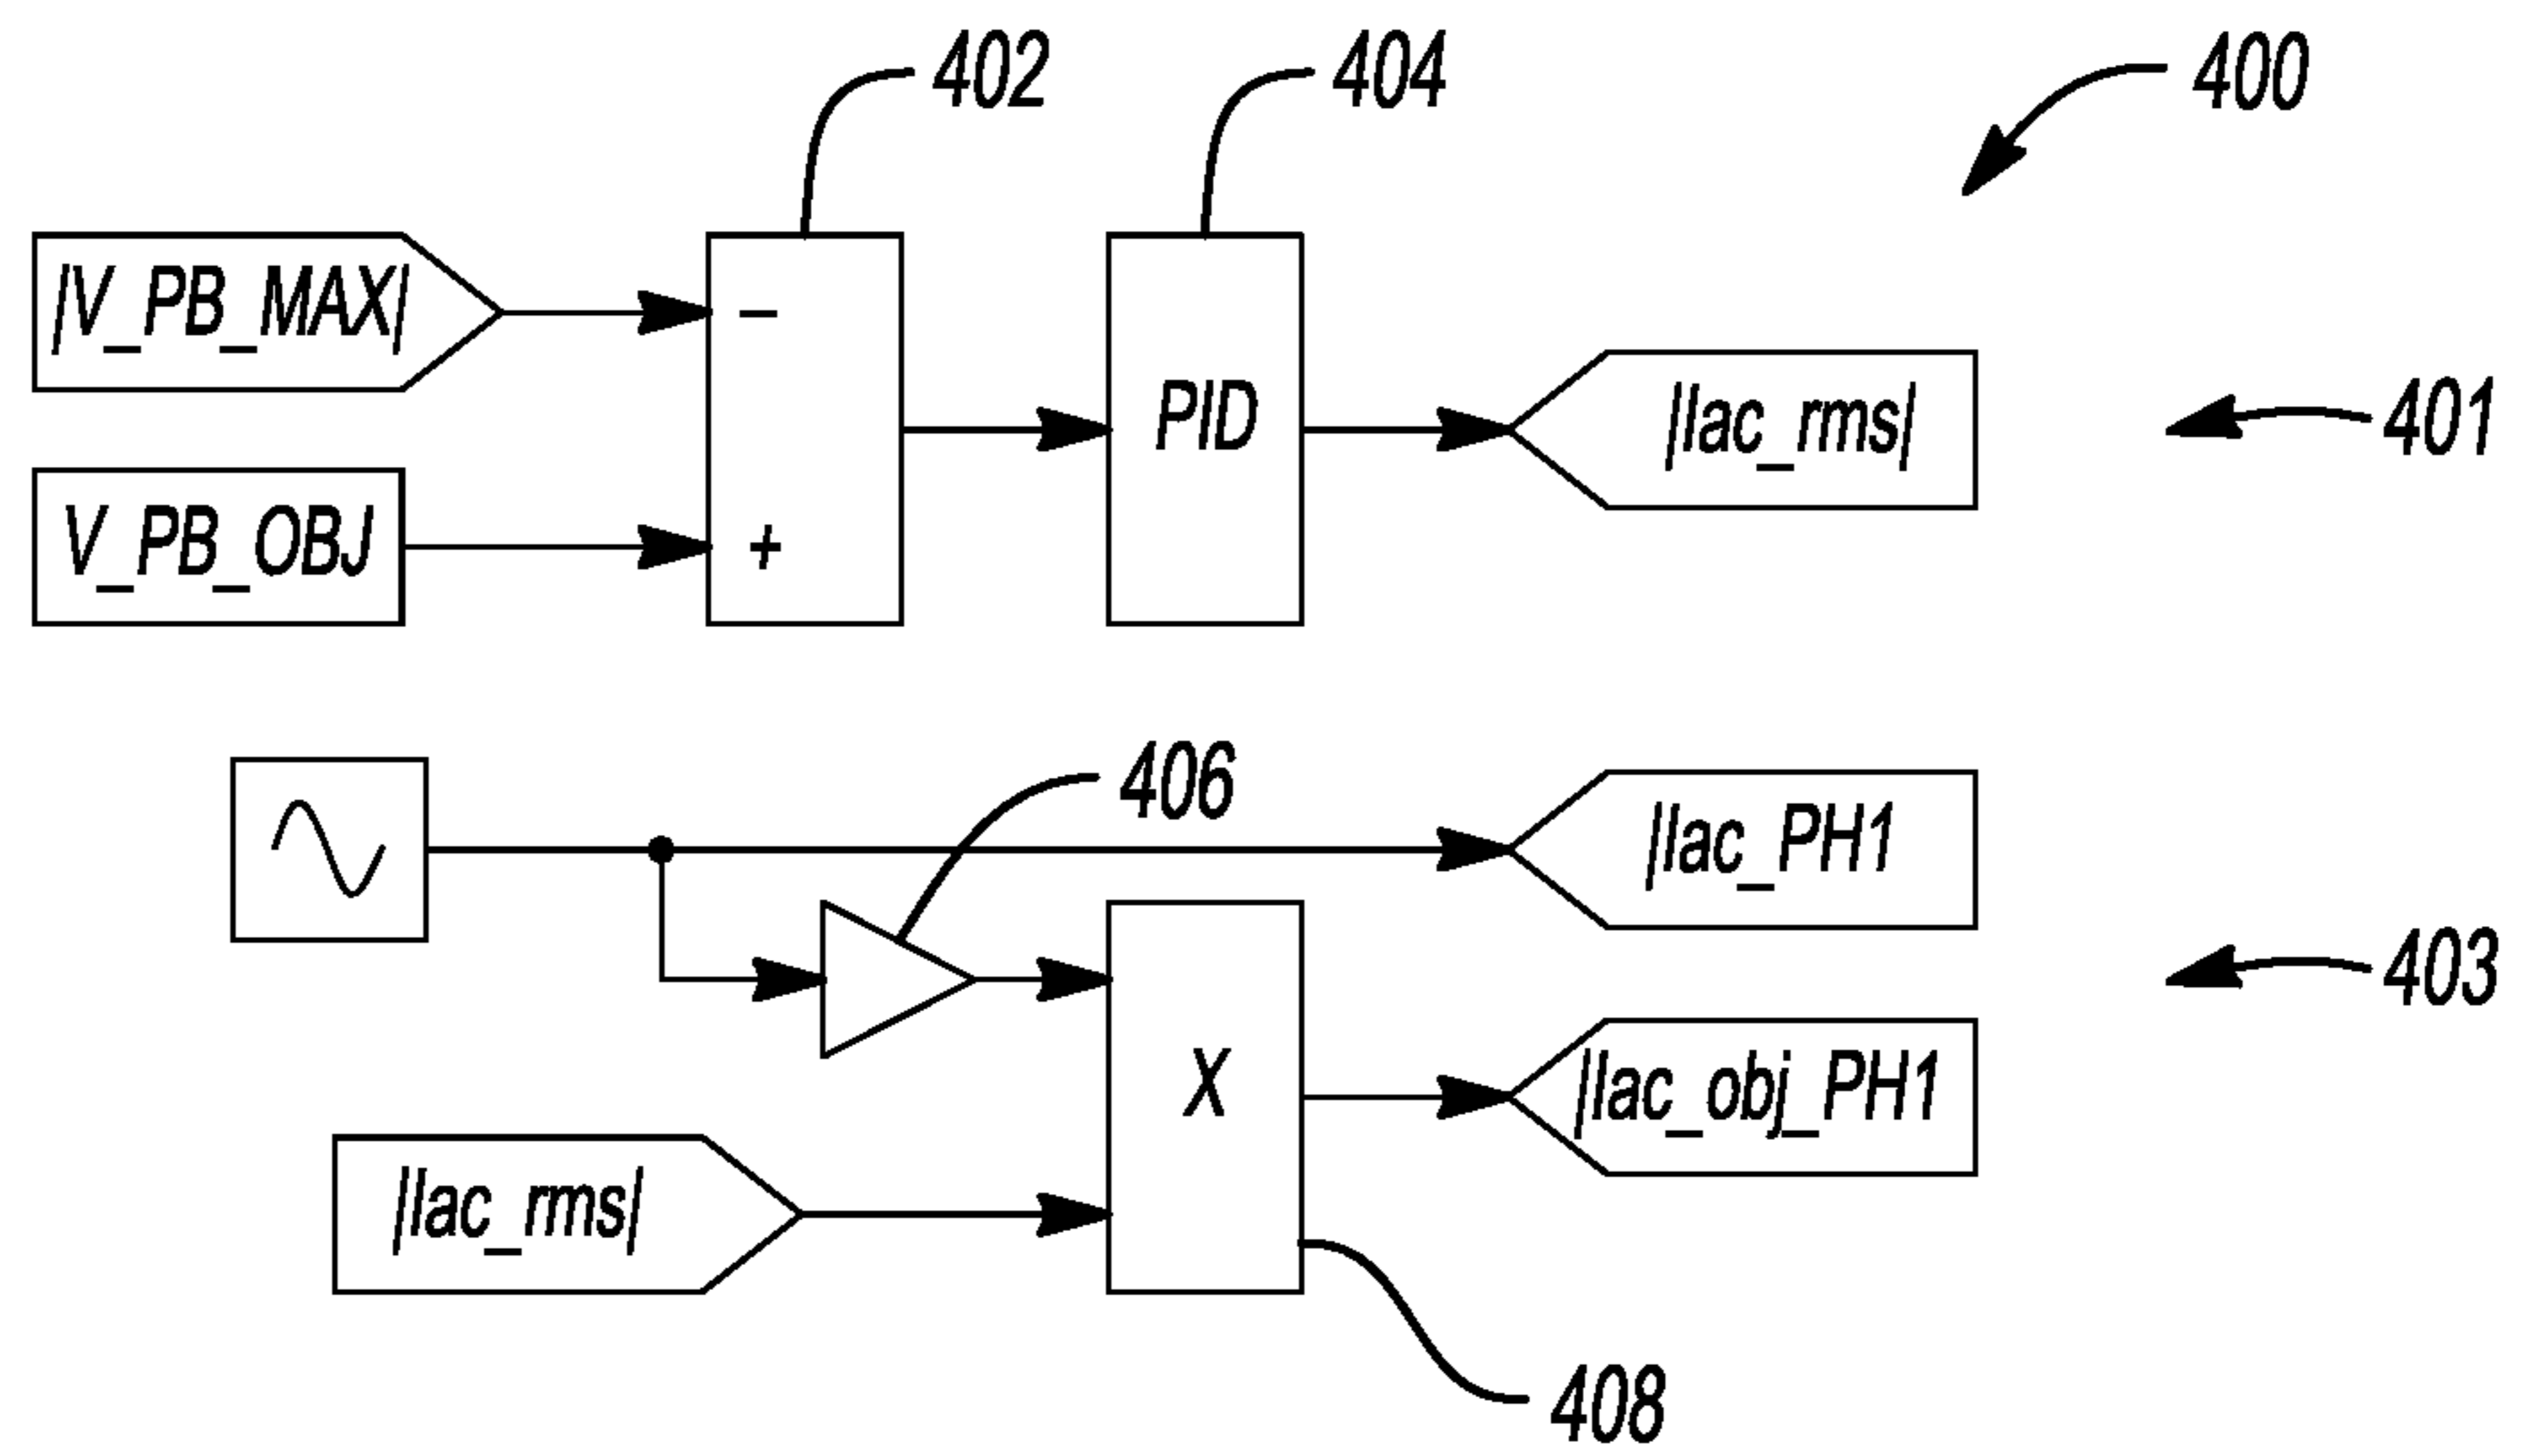 402
404
400
|V_PB_MAX|
−
PID
|Iac_rms|
401
V_PB_OBJ
+
406
|Iac_PH1
403
X
|Iac_obj_PH1
|Iac_rms|
408